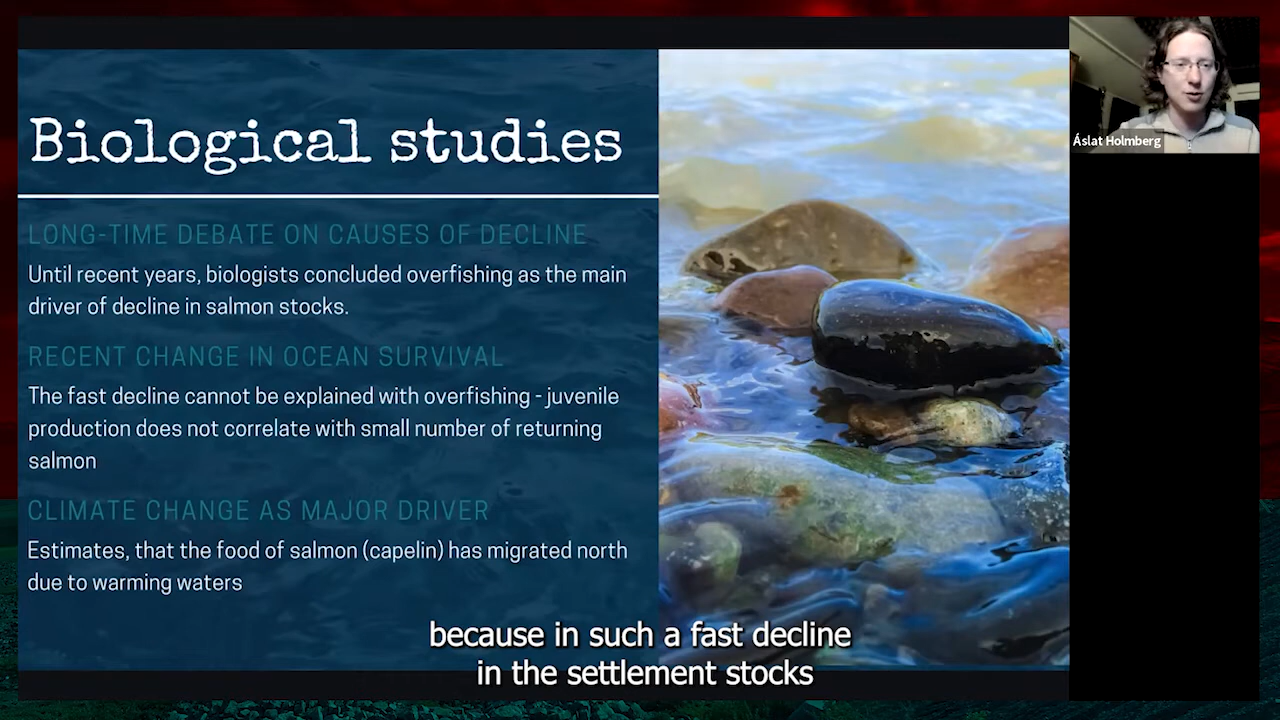 Biological studies
LONG-TIME DEBATE ON CAUSES OF DECLINE
Until recent years, biologists concluded overfishing as the main
driver of decline in salmon stocks.
RECENT CHANGE IN OCEAN SURVIVAL
The fast decline cannot be explained with overfishing - juvenile
production does not correlate with small number of returning
salmon
CLIMATE CHANGE AS MAJOR DRIVER
Estimates, that the food of salmon (capelin) has migrated north
due to warming waters
Áslat Holmberg
because in such a fast decline
in the settlement stocks